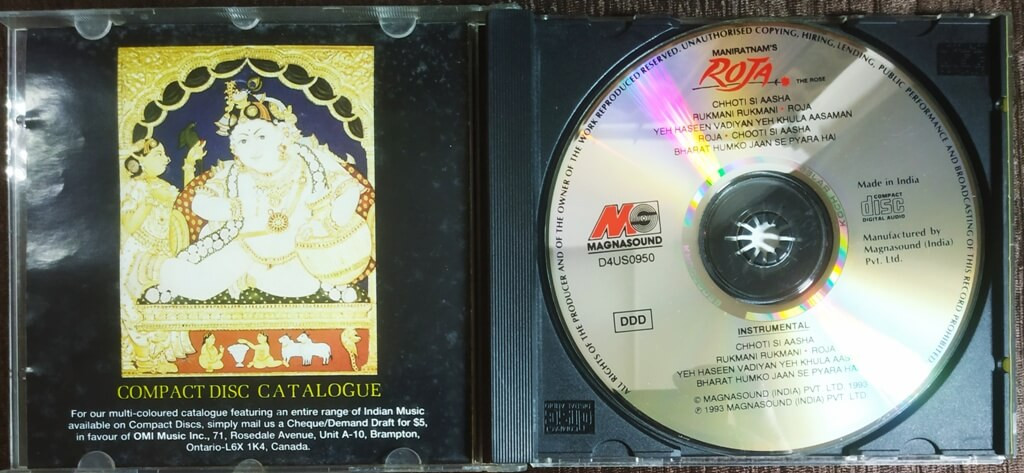 COMPACT DISC CATALOGUE
For our multi-coloured catalogue featuring an entire range of Indian Music
available on Compact Discs, simply mail us a Cheque/Demand Draft for $5,
in favour of OMI Music Inc., 71, Rosedale Avenue, Unit A-10, Brampton,
Ontario-L6X 1K4, Canada.
ALL RIGHTS OF THE PRODUCER AND OF THE OWNER OF THE WORK REPRODUCED RESERVED. UNAUTHORISED COPYING, HIRING, LENDING, PUBLIC PERFORMANCE AND BROADCASTING OF THIS RECORD PROHIBITED
MANIRATNAM'S
ROJA
THE ROSE
CHHOTI SI AASHA
RUKMANI RUKMANI • ROJA
YEH HASEEN VADIYAN YEH KHULA AASAMAN
ROJA • CHOOTI SI AASHA
BHARAT HUMKO JAAN SE PYARA HAI
MAGNASOUND
D4US0950
DDD
Made in India
COMPACT
disc
DIGITAL AUDIO
Manufactured by
Magnasound (India)
Pvt. Ltd.
INSTRUMENTAL
CHHOTI SI AASHA
RUKMANI RUKMANI • ROJA
YEH HASEEN VADIYAN YEH KHULA
BHARAT HUMKO JAAN SE PYARA
© MAGNASOUND (INDIA) PVT. LTD. 1993
℗ 1993 MAGNASOUND (INDIA) PVT. LTD.